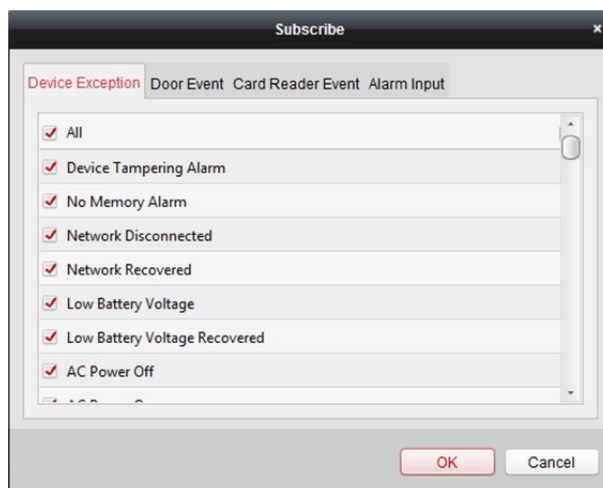 Subscribe
Device Exception Door Event Card Reader Event Alarm Input
All
Device Tampering Alarm
No Memory Alarm
Network Disconnected
Network Recovered
Low Battery Voltage
Low Battery Voltage Recovered
AC Power Off
OK Cancel